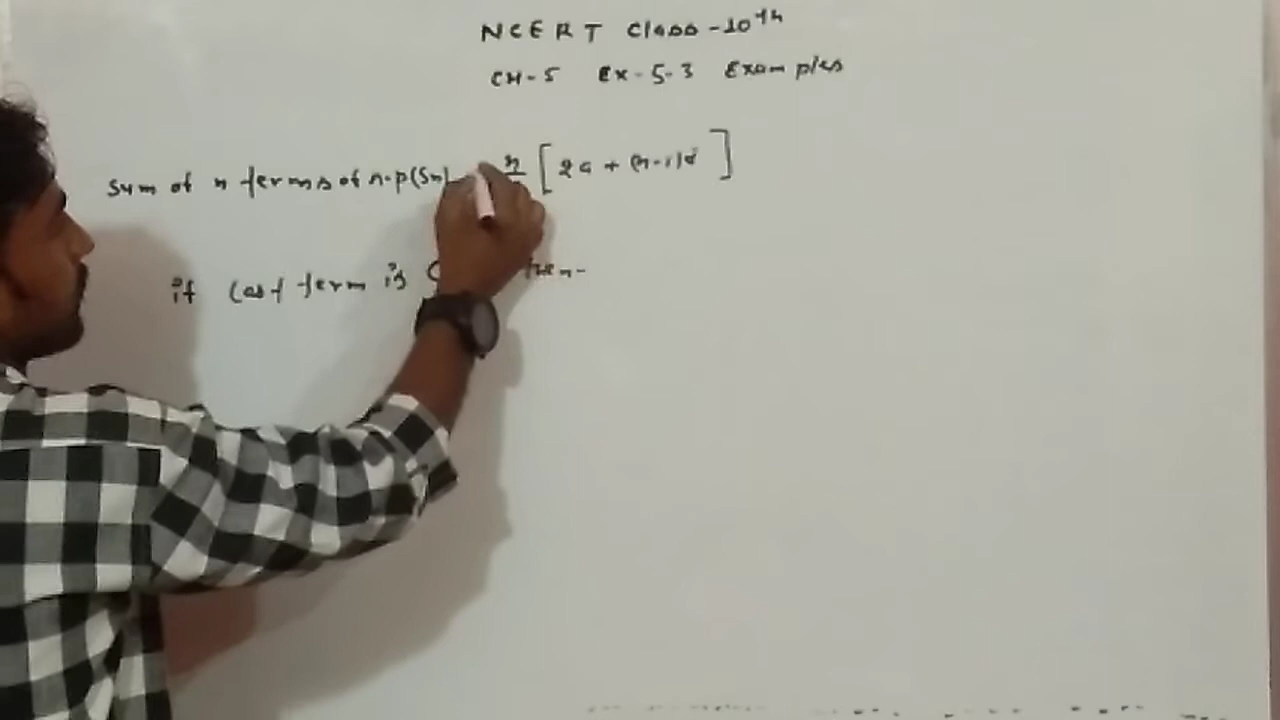 NCERT Class-10th
CH-5 EX-5.3 Examples
Sum of n terms of A.P (Sn) n [2a + (n-1)d]
if last term is then-